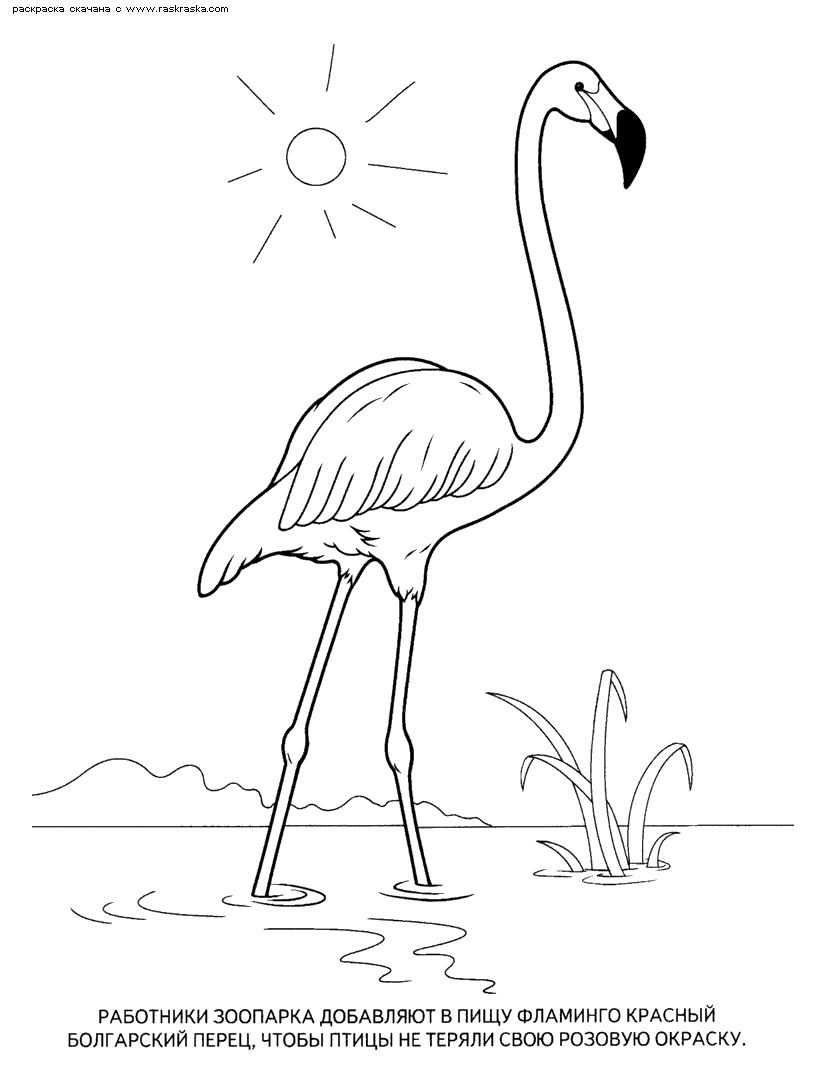 раскраска скачана с www.raskraska.com
РАБОТНИКИ ЗООПАРКА ДОБАВЛЯЮТ В ПИЩУ ФЛАМИНГО КРАСНЫЙ
БОЛГАРСКИЙ ПЕРЕЦ, ЧТОБЫ ПТИЦЫ НЕ ТЕРЯЛИ СВОЮ РОЗОВУЮ ОКРАСКУ.